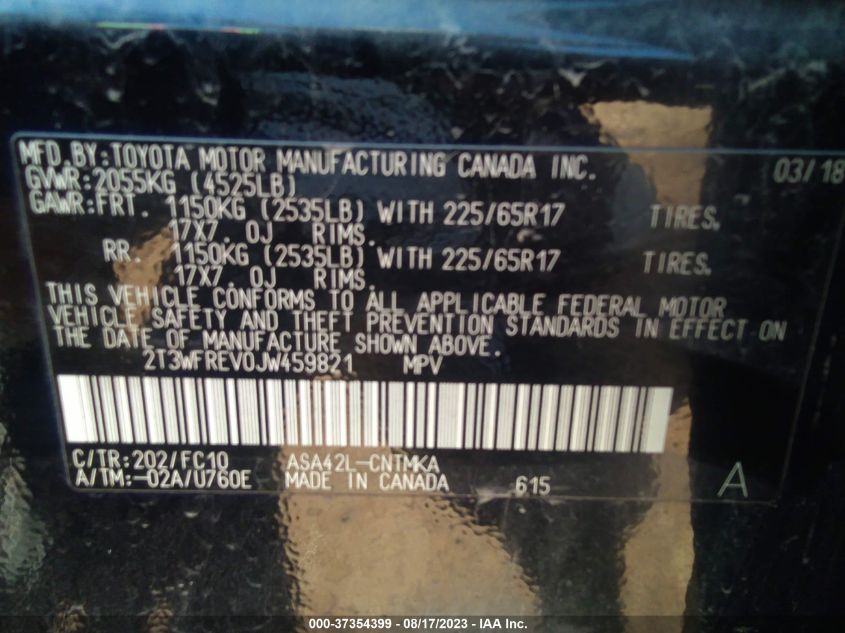 MFD.BY:TOYOTA MOTOR MANUFACTURING CANADA INC. 03/18
GVWR:2055KG (4525LB)
GAWR:FRT. 1150KG (2535LB) WITH 225/65R17 TIRES.
17X7.0J RIMS.
RR. 1150KG (2535LB) WITH 225/65R17 TIRES.
17X7.0J RIMS.
THIS VEHICLE CONFORMS TO ALL APPLICABLE FEDERAL MOTOR
VEHICLE SAFETY AND THEFT PREVENTION STANDARDS IN EFFECT ON
THE DATE OF MANUFACTURE SHOWN ABOVE.
2T3WFREV0JW459821 MPV
C/TR:202/FC10 ASA42L-CNTMKA
A/TM:-02A/U760E MADE IN CANADA 615 A
000-37354399 - 08/17/2023 - IAA Inc.